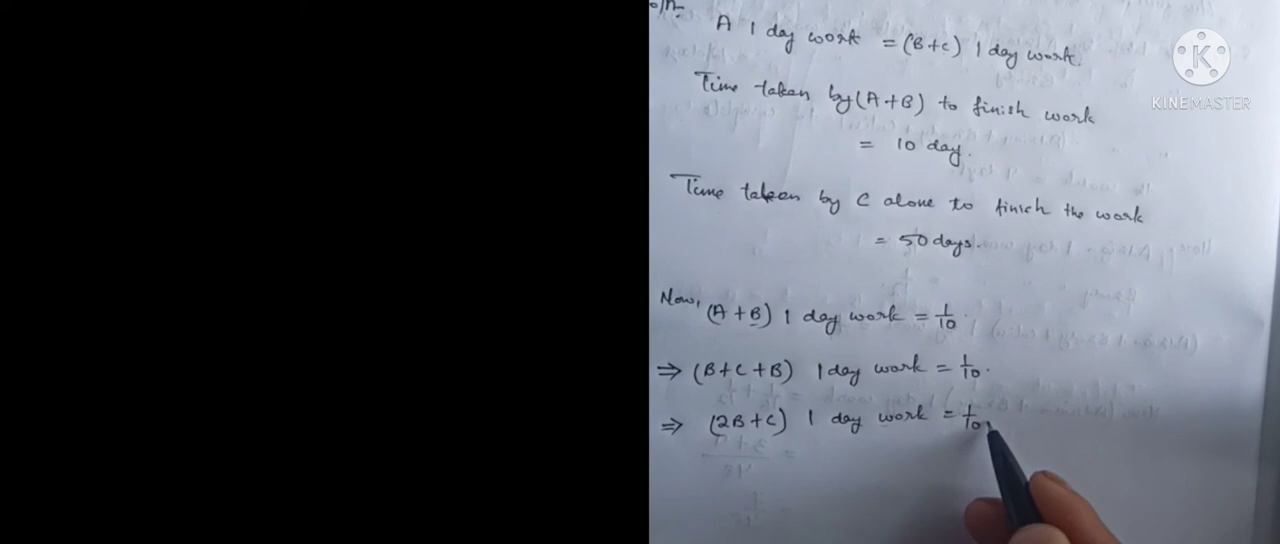 A 1 day work = (B+C) 1 day work.
Time taken by (A+B) to finish work
= 10 day.
Time taken by C alone to finish the work
= 50 days.
Now, (A+B) 1 day work = 1/10.
⇒ (B+C+B) 1 day work = 1/10.
⇒ (2B+C) 1 day work = 1/10
KINEMASTER